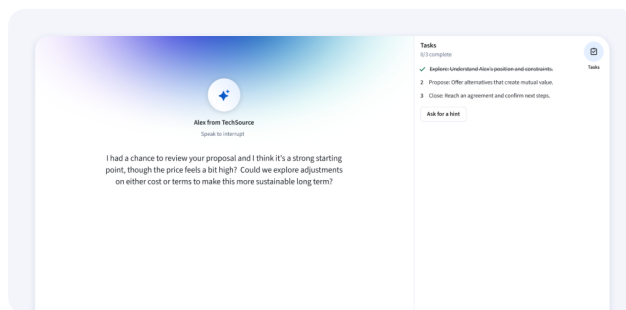 Alex from TechSource
Speak to interrupt
I had a chance to review your proposal and I think it's a strong starting
point, though the price feels a bit high? Could we explore adjustments
on either cost or terms to make this more sustainable long term?
Tasks
0/3 complete
Explore: Understand Alex's position and constraints.
2 Propose: Offer alternatives that create mutual value.
3 Close: Reach an agreement and confirm next steps.
Ask for a hint
Tasks